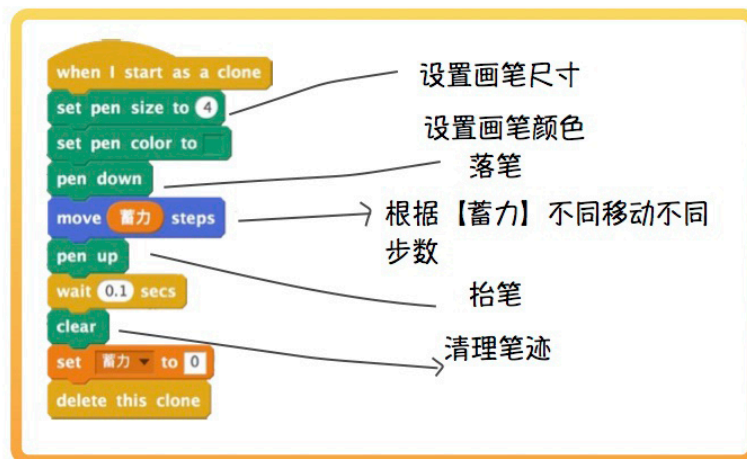 when I start as a clone
set pen size to 4
设置画笔尺寸
set pen color to
设置画笔颜色
pen down
落笔
move 蓄力 steps
根据【蓄力】不同移动不同
步数
pen up
抬笔
wait 0.1 secs
clear
清理笔迹
set 蓄力 to 0
delete this clone